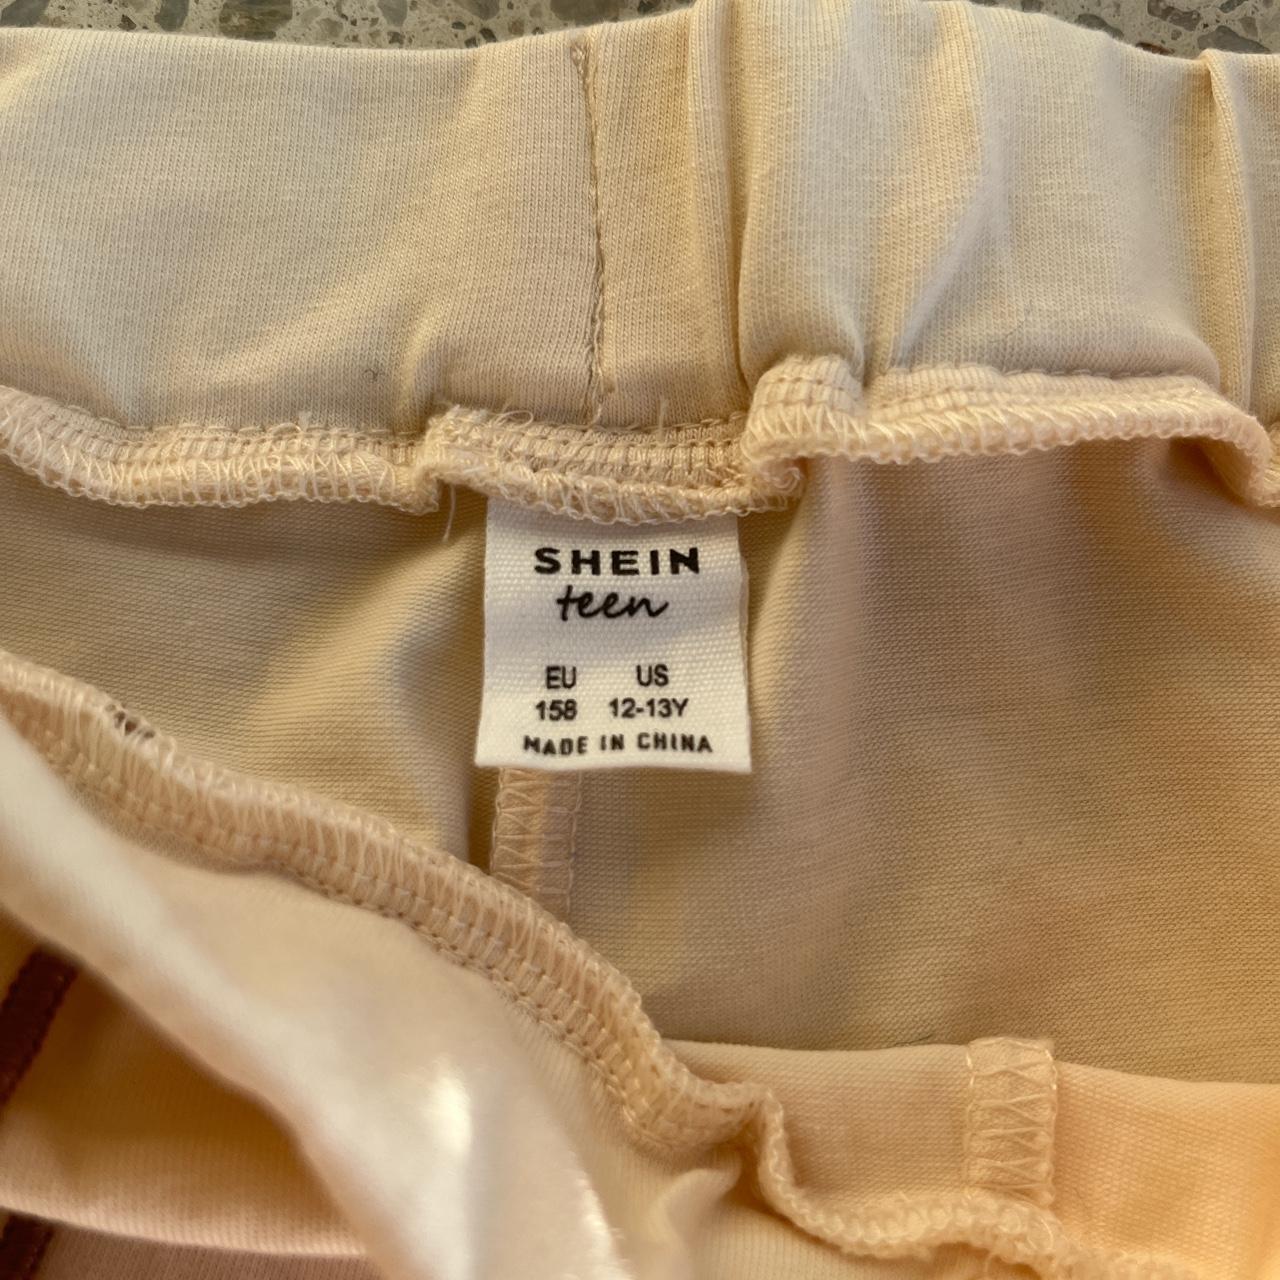 SHEIN
teen
EU US
158 12-13Y
MADE IN CHINA